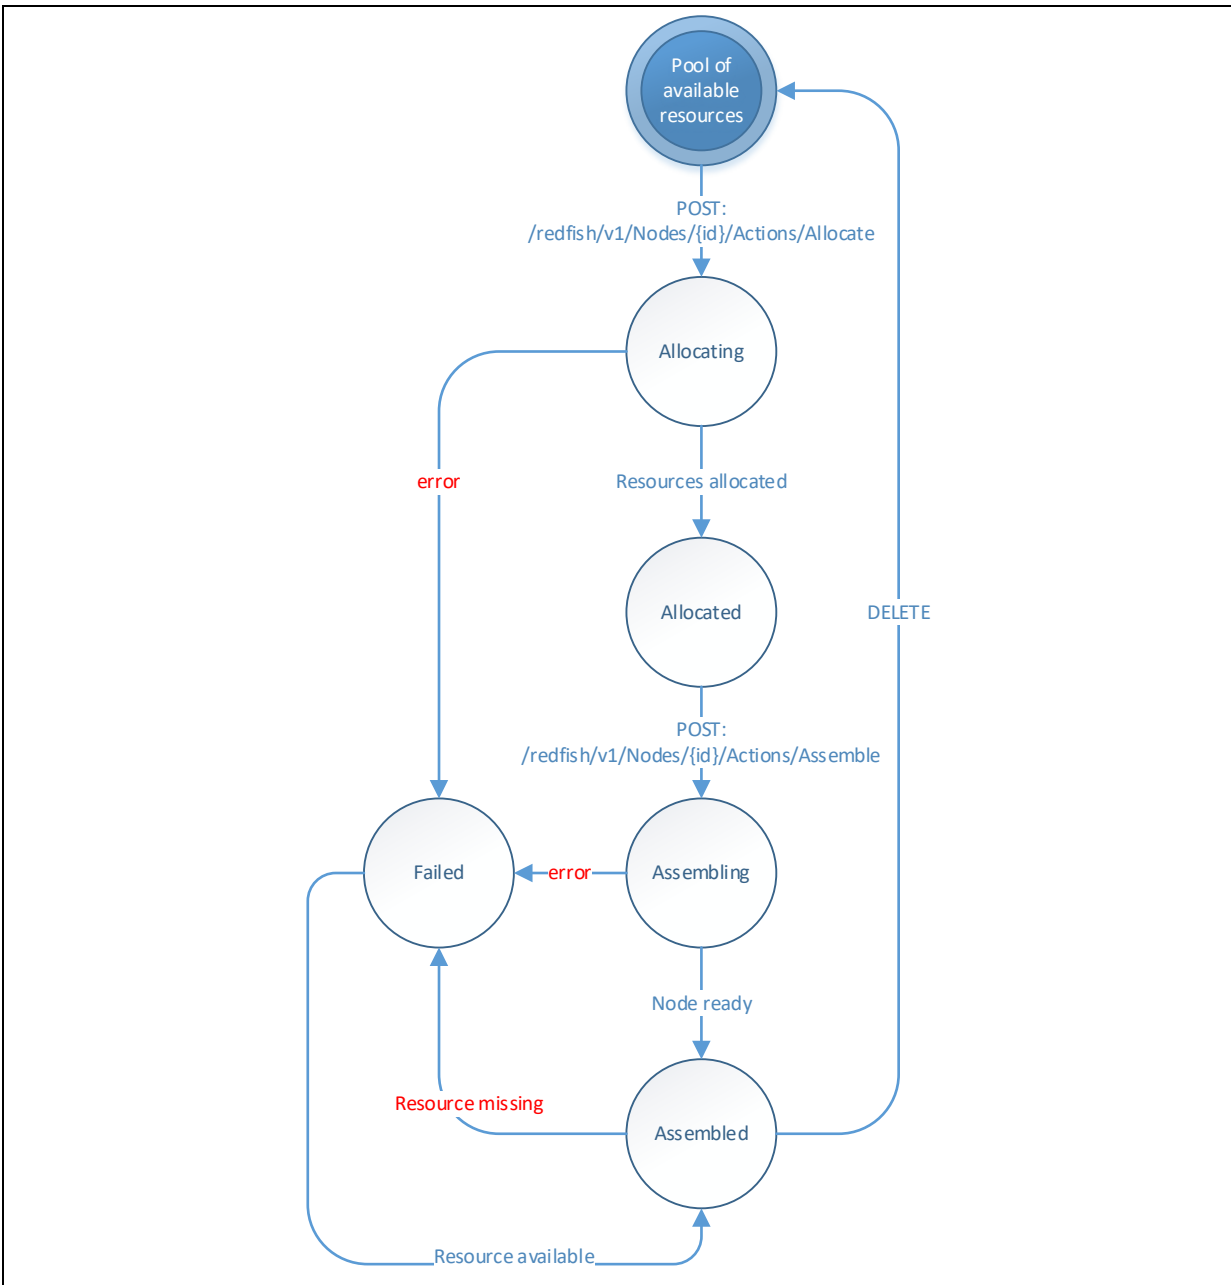 Pool of
available
resources
POST:
/redfish/v1/Nodes/{id}/Actions/Allocate
Allocating
error
Resources allocated
Allocated
DELETE
POST:
/redfish/v1/Nodes/{id}/Actions/Assemble
Failed
error
Assembling
Node ready
Resource missing
Assembled
Resource available